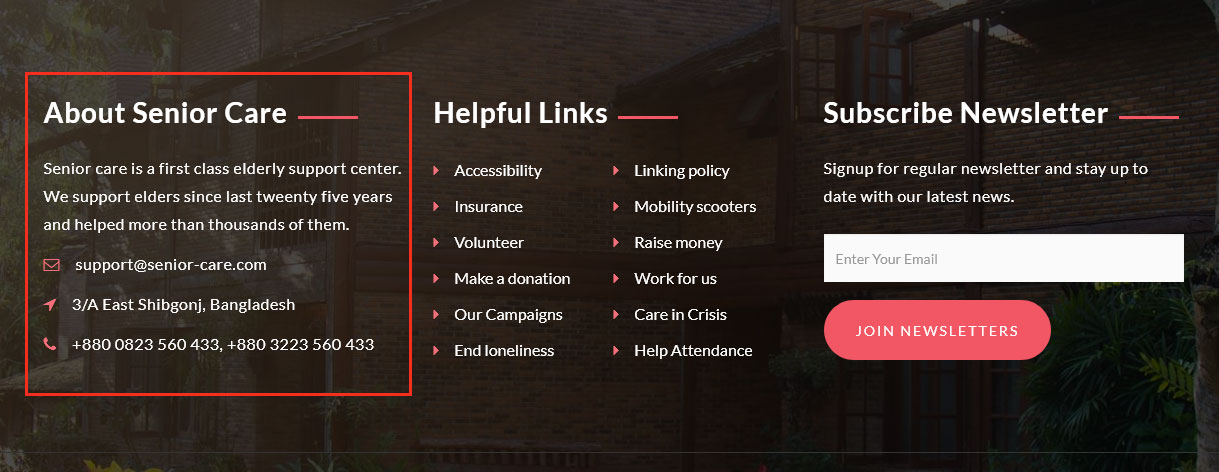 About Senior Care
Senior care is a first class elderly support center.
We support elders since last tweenty five years
and helped more than thousands of them.
support@senior-care.com
3/A East Shibgonj, Bangladesh
+880 0823 560 433, +880 3223 560 433
Helpful Links
Accessibility
Insurance
Volunteer
Make a donation
Our Campaigns
End loneliness
Linking policy
Mobility scooters
Raise money
Work for us
Care in Crisis
Help Attendance
Subscribe Newsletter
Signup for regular newsletter and stay up to
date with our latest news.
Enter Your Email
JOIN NEWSLETTERS